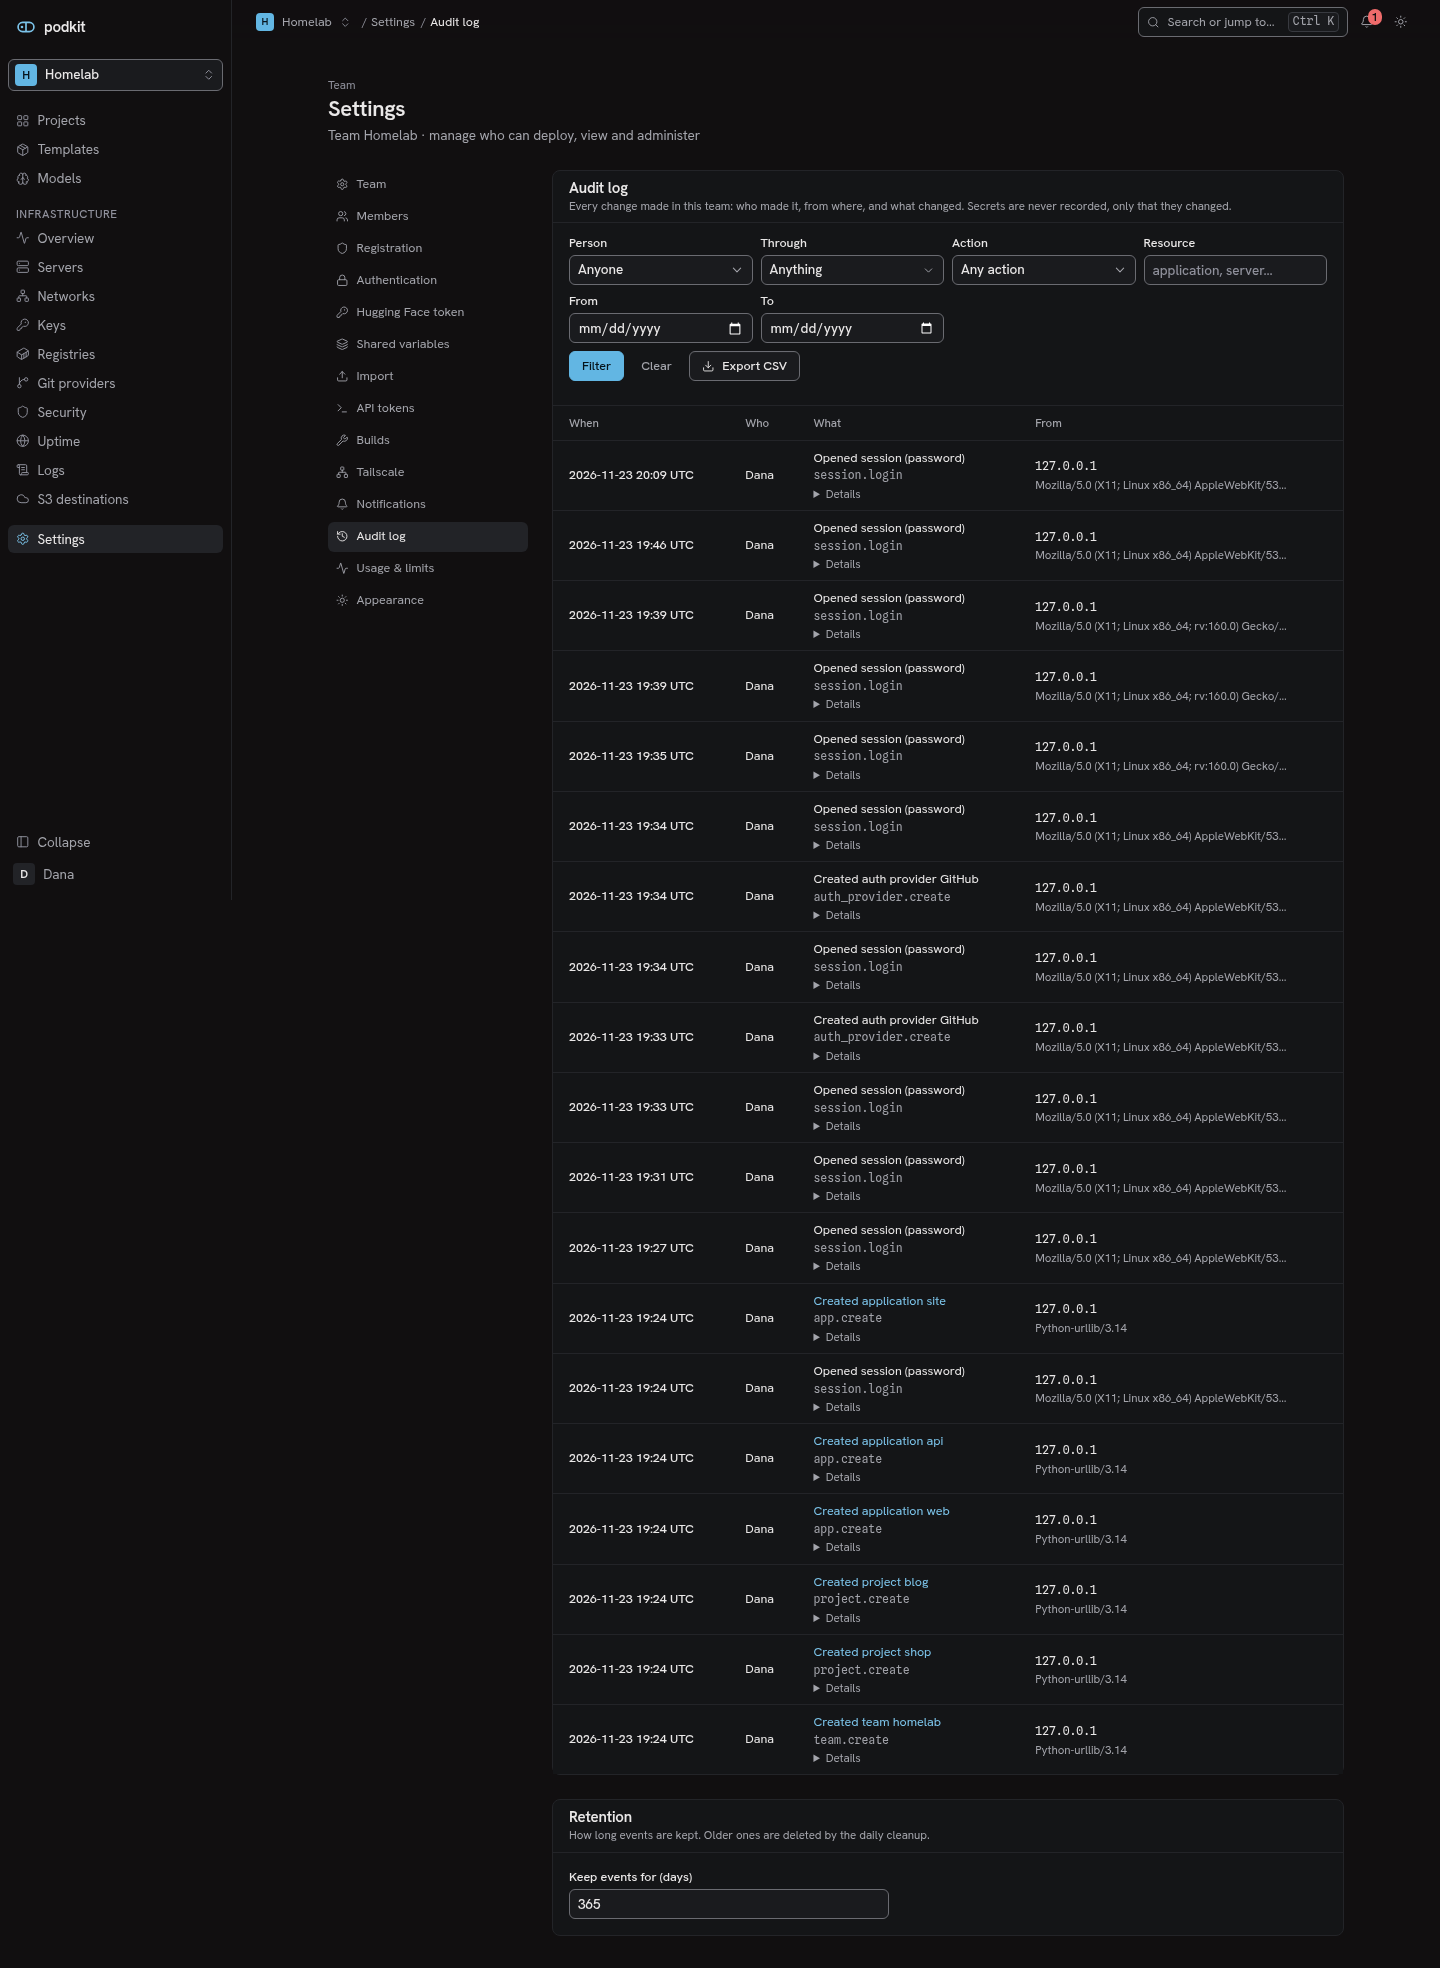 podkit
H Homelab
Projects
Templates
Models
INFRASTRUCTURE
Overview
Servers
Networks
Keys
Registries
Git providers
Security
Uptime
Logs
S3 destinations
Settings
Collapse
D Dana
H Homelab / Settings / Audit log
Search or jump to... Ctrl K
1
Team
Settings
Team Homelab · manage who can deploy, view and administer
Team
Members
Registration
Authentication
Hugging Face token
Shared variables
Import
API tokens
Builds
Tailscale
Notifications
Audit log
Usage & limits
Appearance
Audit log
Every change made in this team: who made it, from where, and what changed. Secrets are never recorded, only that they changed.
Person Through Action Resource
Anyone Anything Any action application, server...
From To
mm/dd/yyyy mm/dd/yyyy
Filter Clear Export CSV
When Who What From
2026-11-23 20:09 UTC Dana Opened session (password) 127.0.0.1
session.login Mozilla/5.0 (X11; Linux x86_64) AppleWebKit/53...
Details
2026-11-23 19:46 UTC Dana Opened session (password) 127.0.0.1
session.login Mozilla/5.0 (X11; Linux x86_64) AppleWebKit/53...
Details
2026-11-23 19:39 UTC Dana Opened session (password) 127.0.0.1
session.login Mozilla/5.0 (X11; Linux x86_64; rv:160.0) Gecko/...
Details
2026-11-23 19:39 UTC Dana Opened session (password) 127.0.0.1
session.login Mozilla/5.0 (X11; Linux x86_64; rv:160.0) Gecko/...
Details
2026-11-23 19:35 UTC Dana Opened session (password) 127.0.0.1
session.login Mozilla/5.0 (X11; Linux x86_64; rv:160.0) Gecko/...
Details
2026-11-23 19:34 UTC Dana Opened session (password) 127.0.0.1
session.login Mozilla/5.0 (X11; Linux x86_64) AppleWebKit/53...
Details
2026-11-23 19:34 UTC Dana Created auth provider GitHub 127.0.0.1
auth_provider.create Mozilla/5.0 (X11; Linux x86_64) AppleWebKit/53...
Details
2026-11-23 19:34 UTC Dana Opened session (password) 127.0.0.1
session.login Mozilla/5.0 (X11; Linux x86_64) AppleWebKit/53...
Details
2026-11-23 19:33 UTC Dana Created auth provider GitHub 127.0.0.1
auth_provider.create Mozilla/5.0 (X11; Linux x86_64) AppleWebKit/53...
Details
2026-11-23 19:33 UTC Dana Opened session (password) 127.0.0.1
session.login Mozilla/5.0 (X11; Linux x86_64) AppleWebKit/53...
Details
2026-11-23 19:31 UTC Dana Opened session (password) 127.0.0.1
session.login Mozilla/5.0 (X11; Linux x86_64) AppleWebKit/53...
Details
2026-11-23 19:27 UTC Dana Opened session (password) 127.0.0.1
session.login Mozilla/5.0 (X11; Linux x86_64) AppleWebKit/53...
Details
2026-11-23 19:24 UTC Dana Created application site 127.0.0.1
app.create Python-urllib/3.14
Details
2026-11-23 19:24 UTC Dana Opened session (password) 127.0.0.1
session.login Mozilla/5.0 (X11; Linux x86_64) AppleWebKit/53...
Details
2026-11-23 19:24 UTC Dana Created application api 127.0.0.1
app.create Python-urllib/3.14
Details
2026-11-23 19:24 UTC Dana Created application web 127.0.0.1
app.create Python-urllib/3.14
Details
2026-11-23 19:24 UTC Dana Created project blog 127.0.0.1
project.create Python-urllib/3.14
Details
2026-11-23 19:24 UTC Dana Created project shop 127.0.0.1
project.create Python-urllib/3.14
Details
2026-11-23 19:24 UTC Dana Created team homelab 127.0.0.1
team.create Python-urllib/3.14
Details
Retention
How long events are kept. Older ones are deleted by the daily cleanup.
Keep events for (days)
365